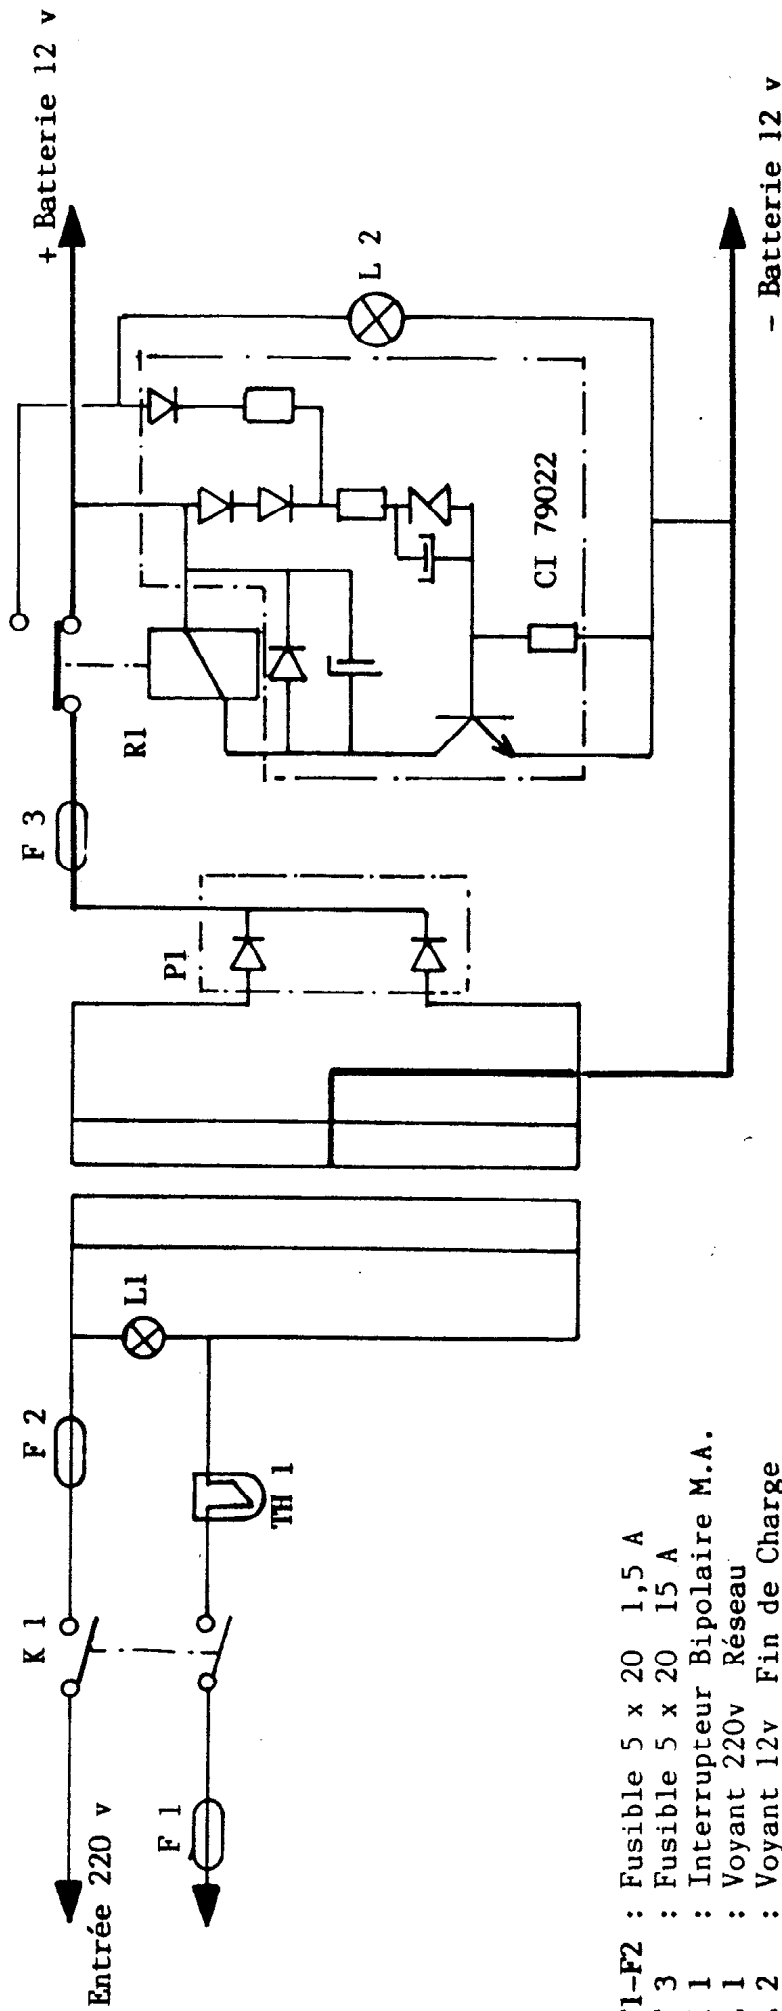 + Batterie 12 v
- Batterie 12 v
L 2
CI 79022
R1
F 3
P1
L1
F 2
TH 1
K 1
F 1
Entrée 220 v
1-F2 : Fusible 5 x 20 1,5 A
3 : Fusible 5 x 20 15 A
1 : Interrupteur Bipolaire M.A.
1 : Voyant 220v Réseau
2 : Voyant 12v Fin de Charge